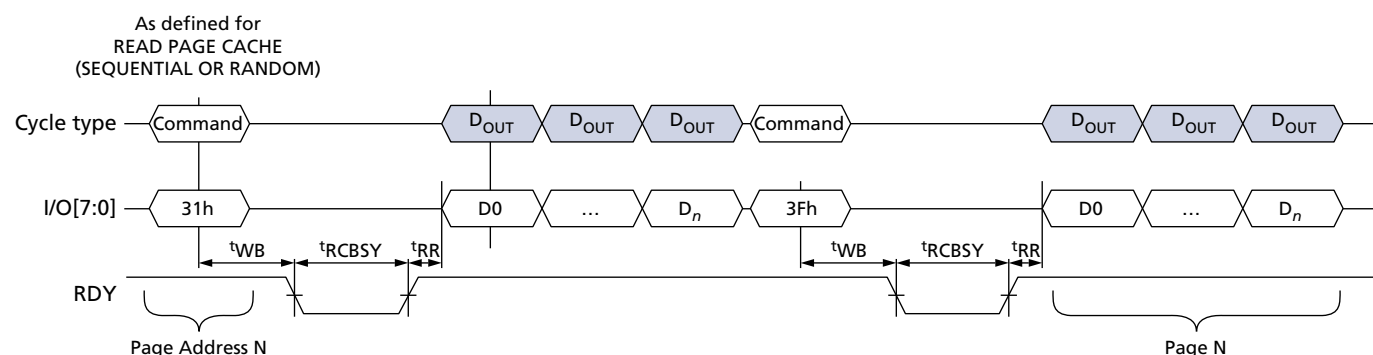 As defined for
READ PAGE CACHE
(SEQUENTIAL OR RANDOM)
Cycle type Command DOUT DOUT DOUT Command DOUT DOUT DOUT
I/O[7:0] 31h D0 ... Dn 3Fh D0 ... Dn
tWB tRCBSY tRR tWB tRCBSY tRR
RDY
Page Address N Page N